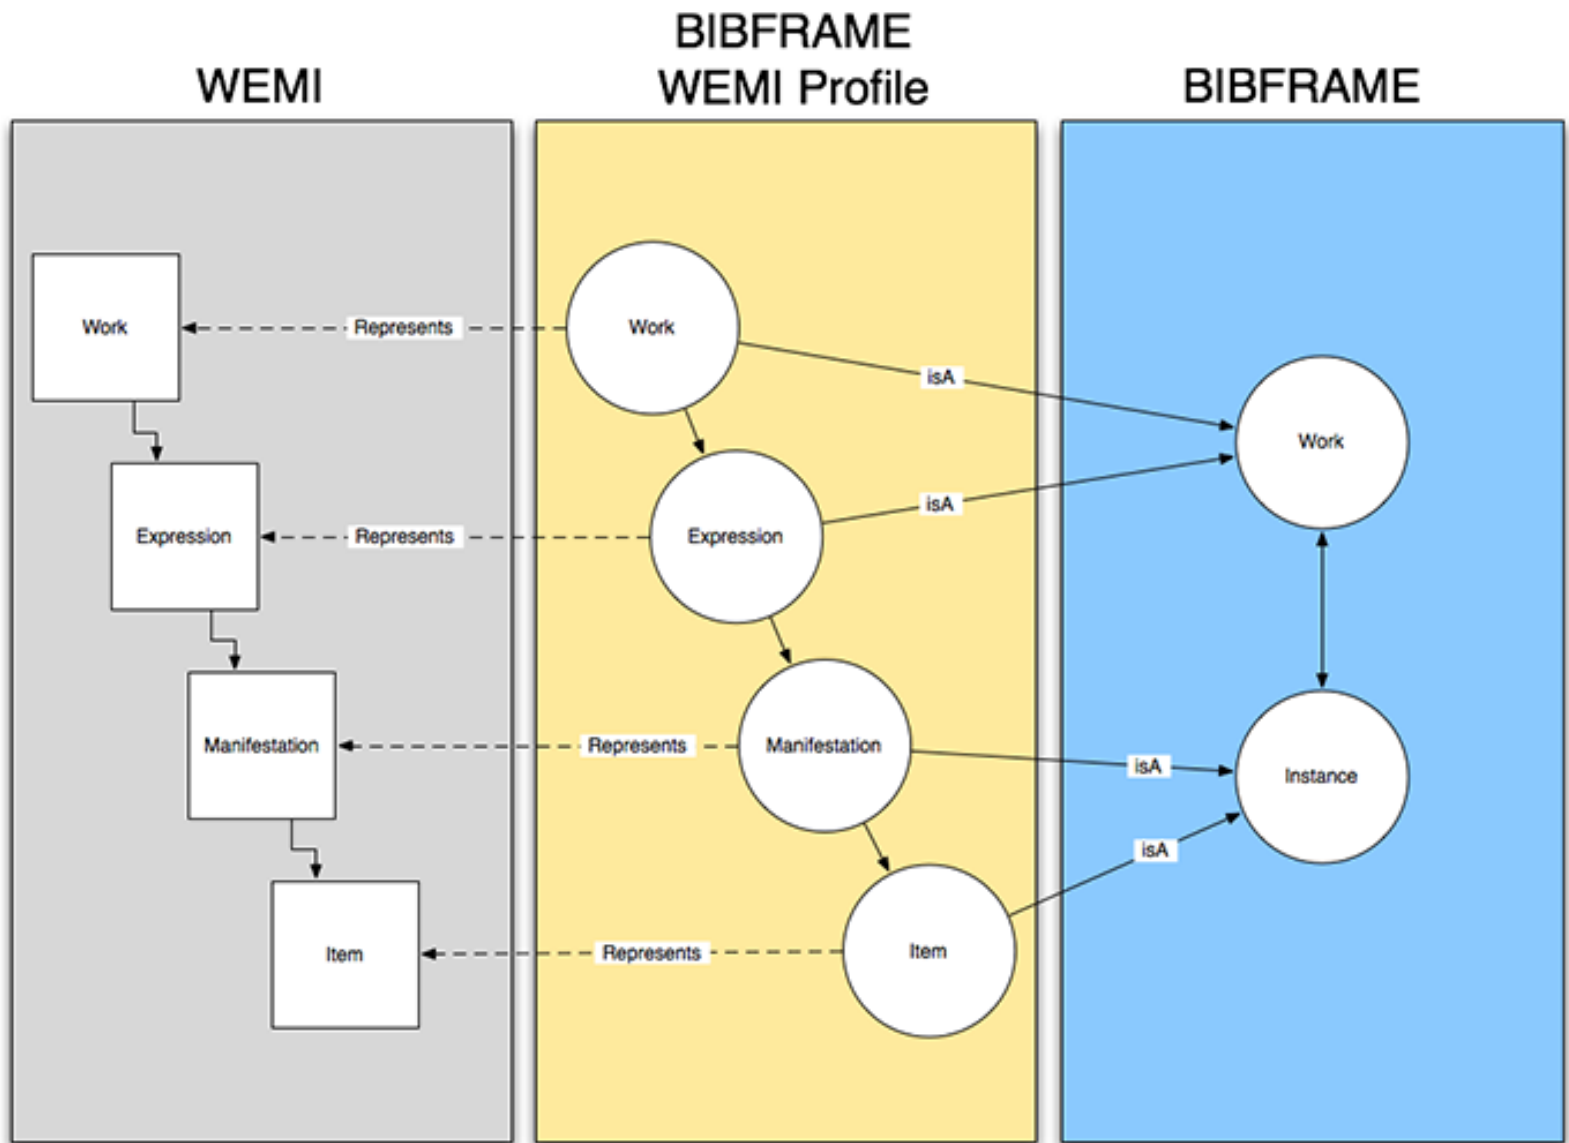 WEMI
BIBFRAME
WEMI Profile
BIBFRAME
Work
Represents
Work
isA
Work
isA
Expression
Represents
Expression
Manifestation
Represents
Manifestation
isA
Instance
isA
Item
Represents
Item